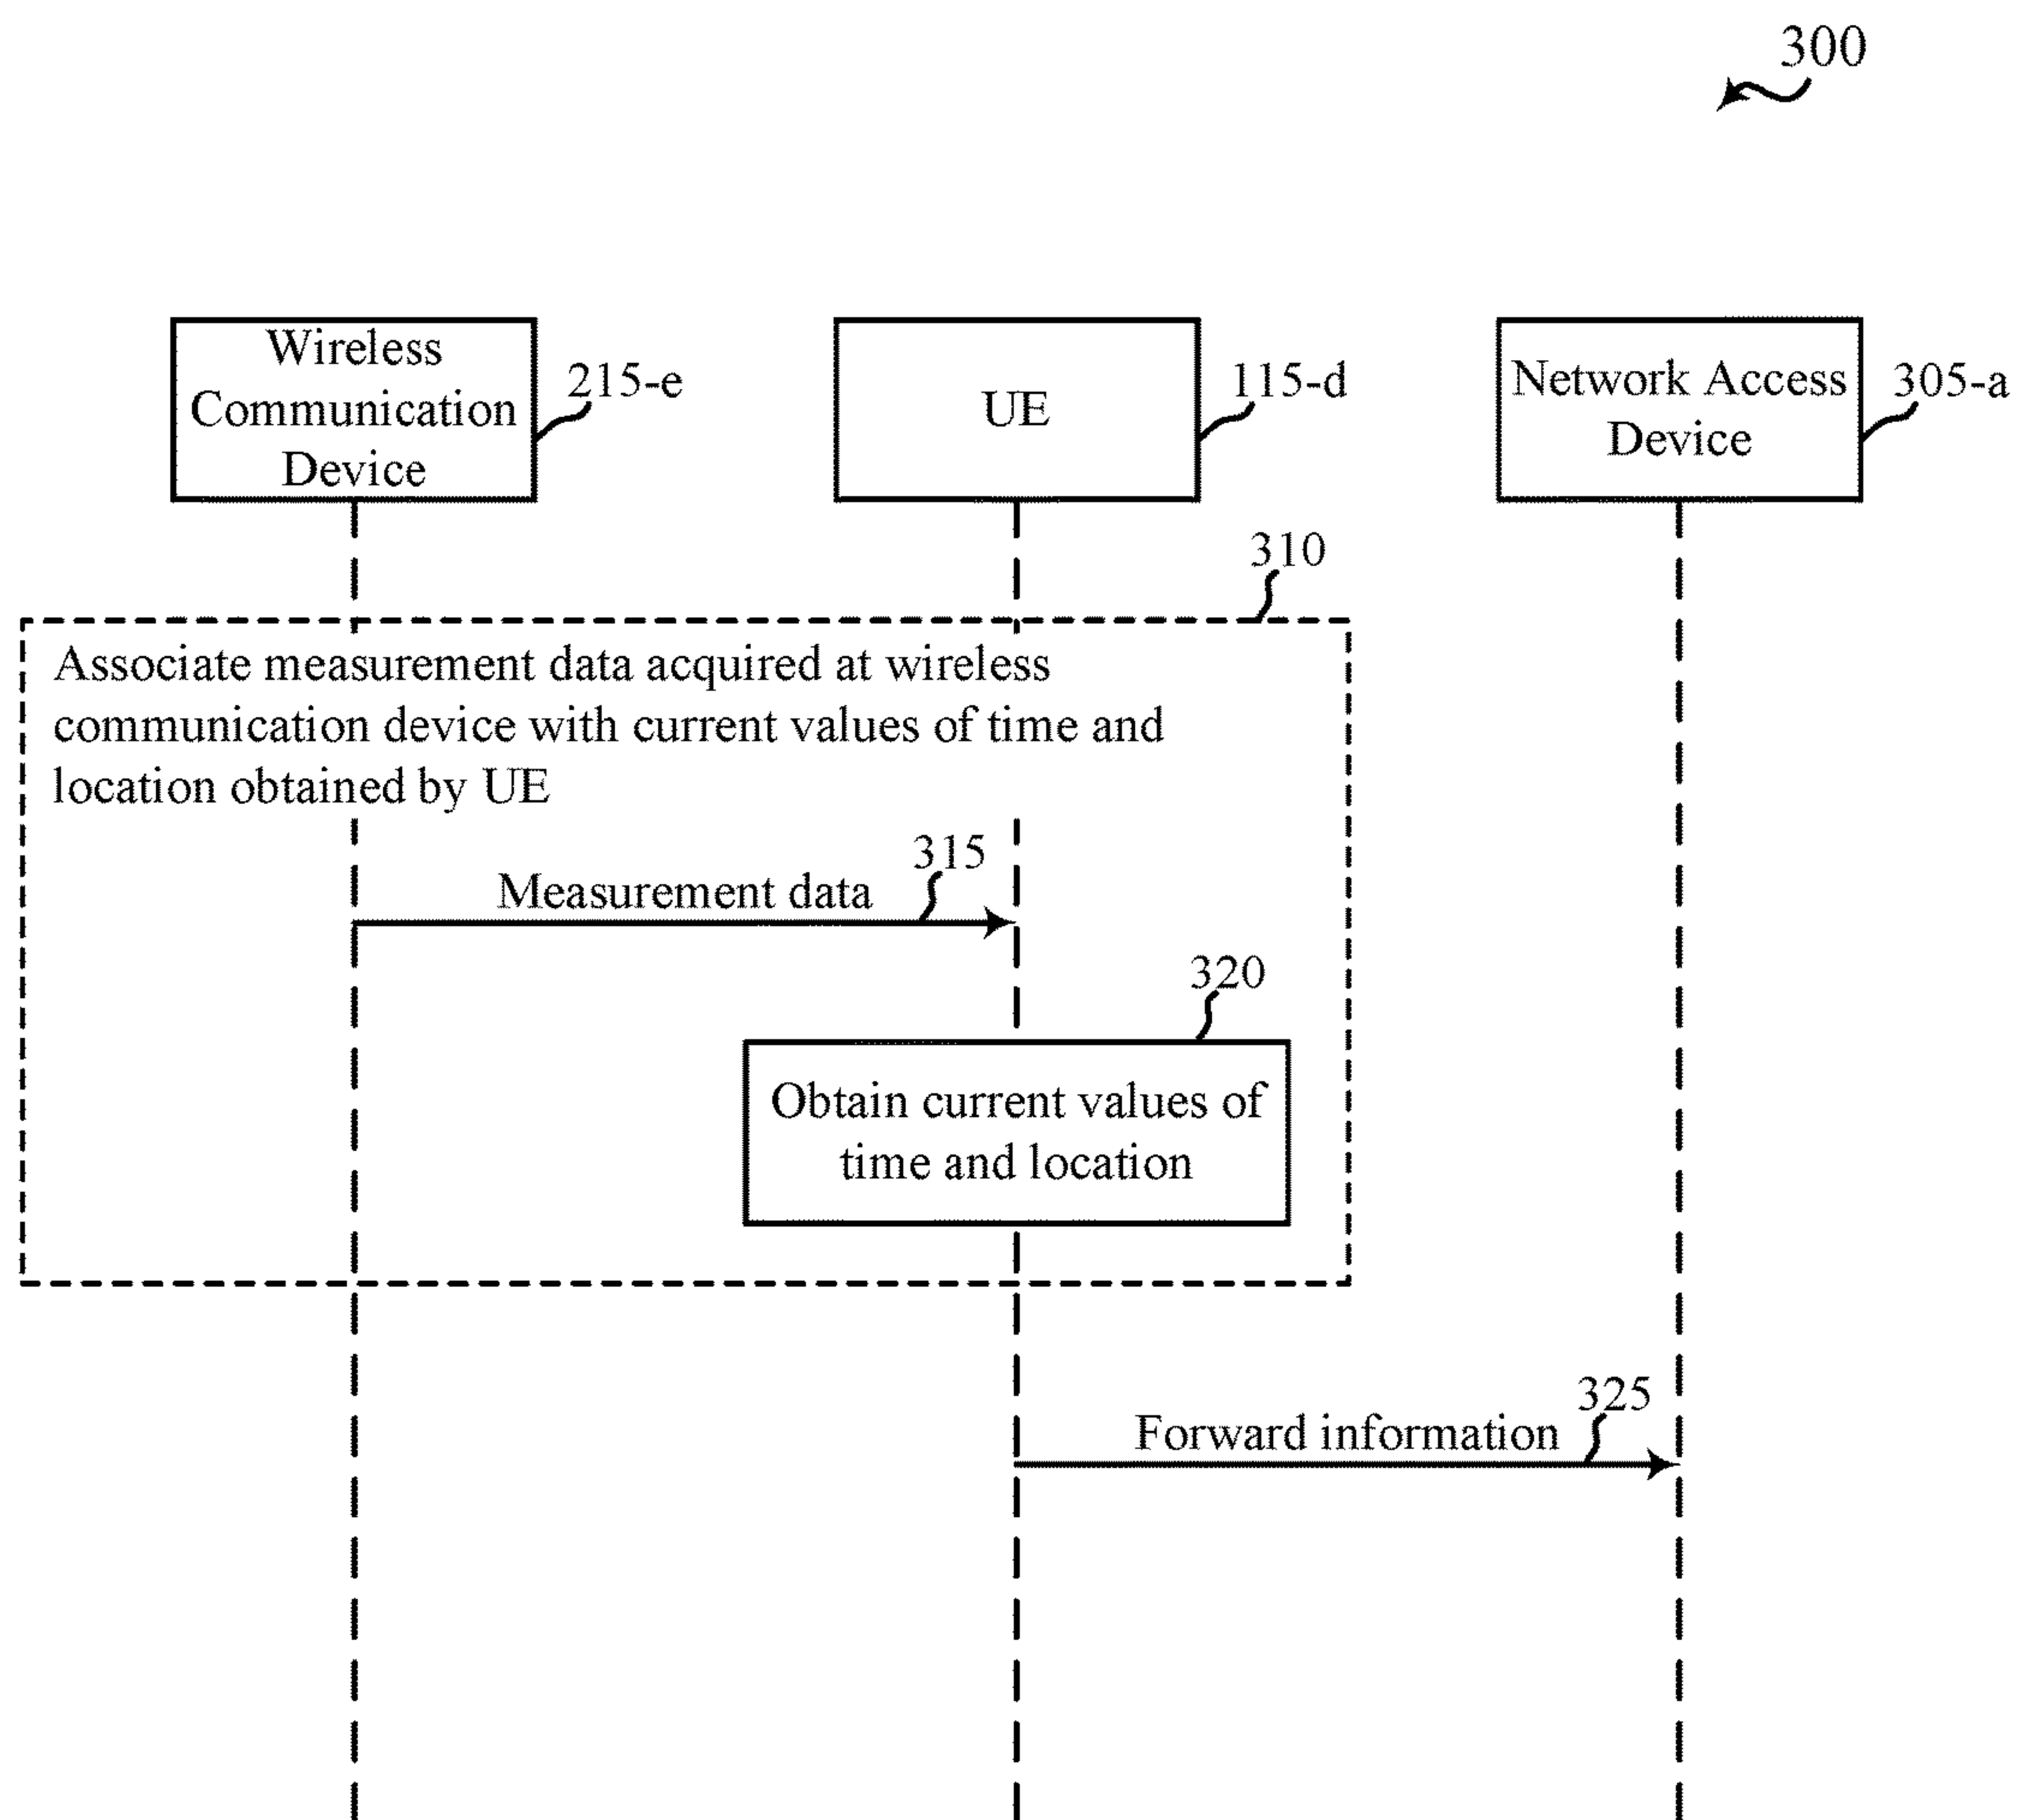 300
Wireless
Communication
Device
215-e
UE
115-d
Network Access
Device
305-a
310
Associate measurement data acquired at wireless
communication device with current values of time and
location obtained by UE
315
Measurement data
320
Obtain current values of
time and location
325
Forward information